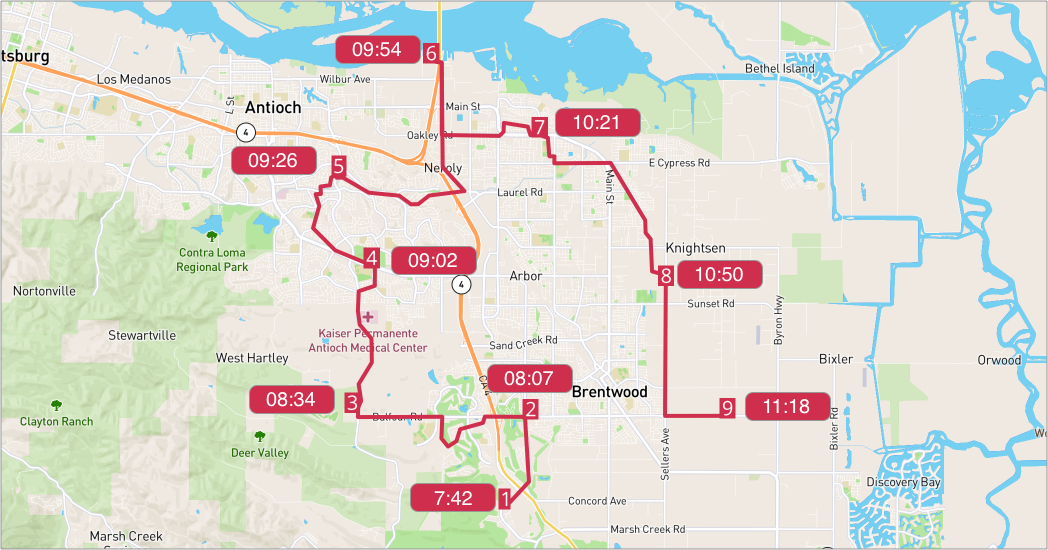 tsburg
Los Medanos
L St
Antioch
4
09:54
6
Wilbur Ave
Main St
Oakley Rd
7
10:21
Bethel Island
09:26
5
Neroly
Laurel Rd
Main St
E Cypress Rd
Contra Loma
Regional Park
4
09:02
4
Arbor
Knightsen
8
10:50
Sunset Rd
Byron Hwy
Nortonville
Stewartville
West Hartley
Kaiser Permanente
Antioch Medical Center
Sand Creek Rd
Bixler
Orwood
CA 4
08:07
2
Brentwood
08:34
3
Balfour Rd
9
11:18
Bixler Rd
Clayton Ranch
Deer Valley
Sellers Ave
7:42
1
Concord Ave
Discovery Bay
Marsh Creek Rd
Marsh Creek